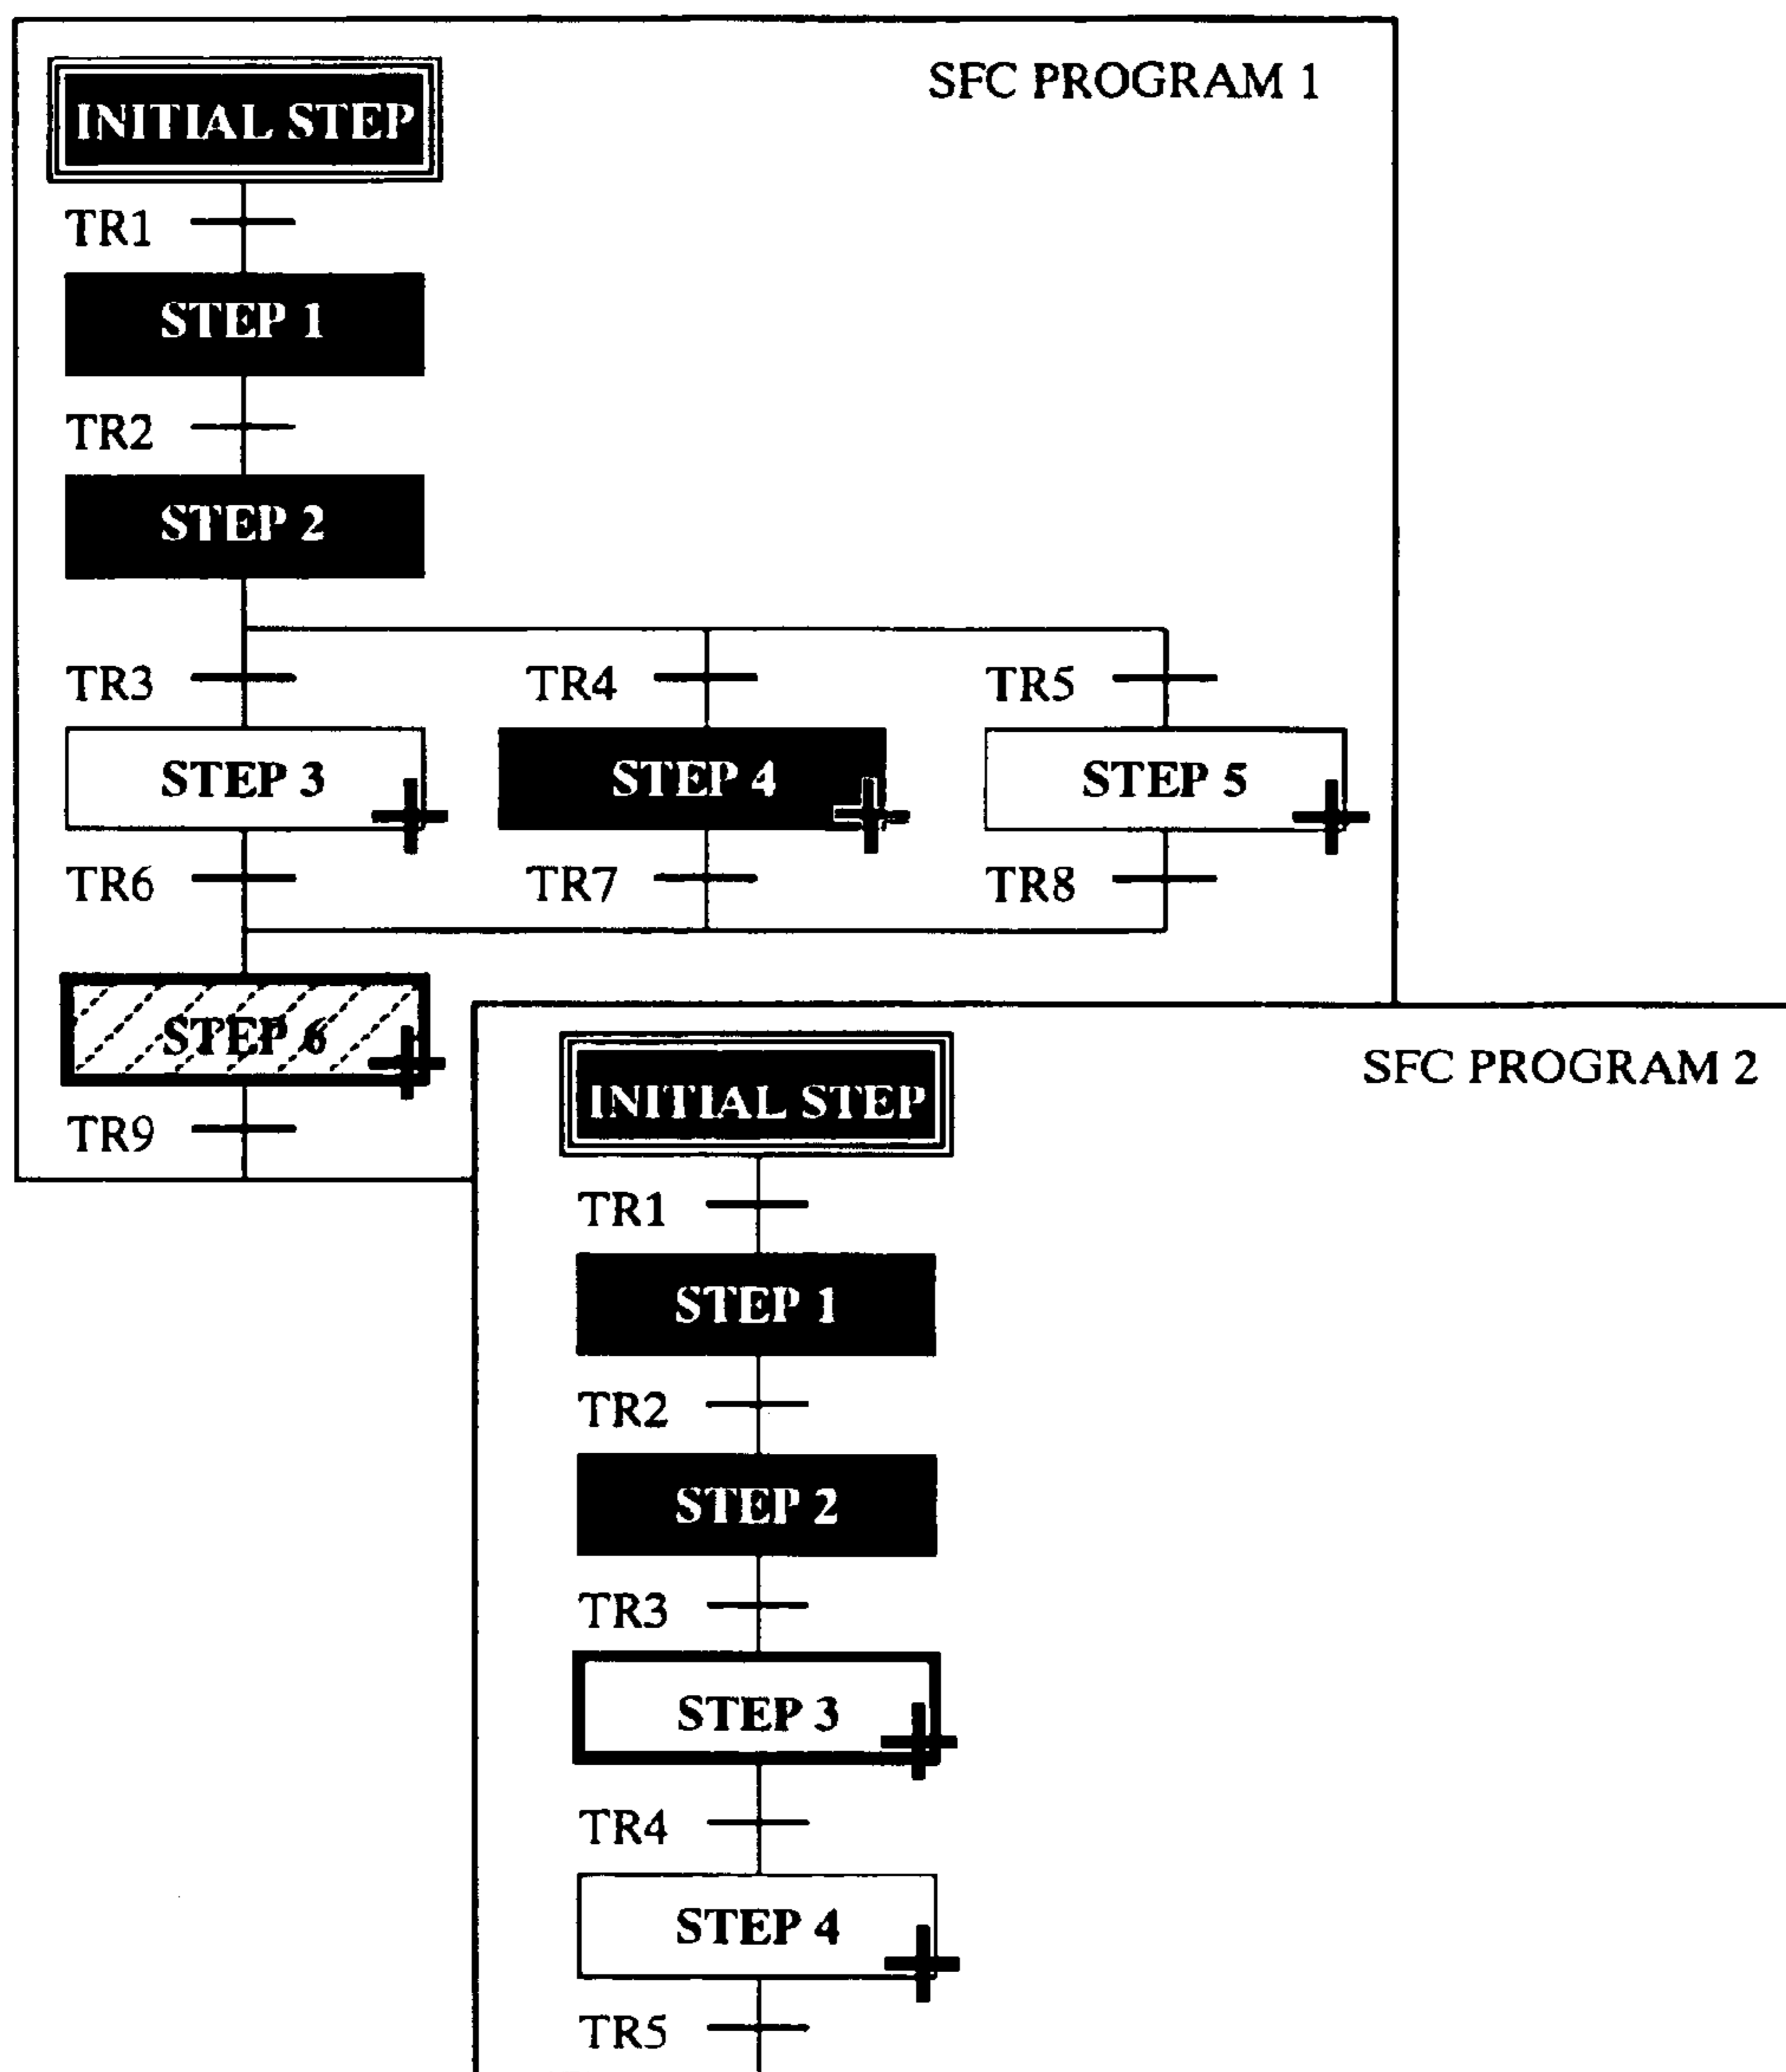 SFC PROGRAM 1
INITIAL STEP
TR1
STEP 1
TR2
STEP 2
TR3 TR4 TR5
STEP 3 STEP 4 STEP 5
TR6 TR7 TR8
STEP 6
TR9
SFC PROGRAM 2
INITIAL STEP
TR1
STEP 1
TR2
STEP 2
TR3
STEP 3
TR4
STEP 4
TR5